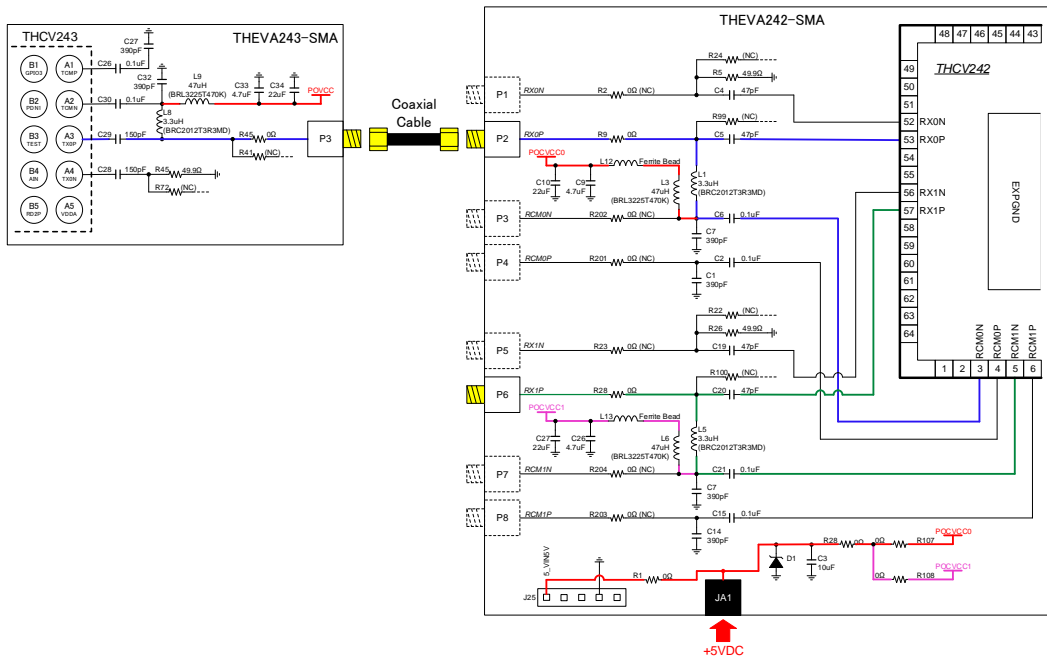 THEVA243-SMA
THCV243
B1
GPIO3
A1
TCMP
B2
PDN1
A2
TCMN
B3
TEST
A3
TX0P
B4
AIN
A4
TX0N
B5
RD2P
A5
VDDA
C27
390pF
C26
0.1uF
C32
390pF
C30
0.1uF
L9
47uH
(BRL3225T470K)
C33
4.7uF
C34
22uF
POVCC
L8
3.3uH
(BRC2012T3R3MD)
C29
150pF
R45
0Ω
R41
(NC)
P3
C28
150pF
R45
49.9Ω
R72
(NC)
Coaxial
Cable
THEVA242-SMA
THCV242
48 47 46 45 44 43
49
50
51
52 RX0N
53 RX0P
54
55
56 RX1N
57 RX1P
58
59
60
61
62
63
64
EXPGND
RCM0N
RCM0P
RCM1N
RCM1P
1 2 3 4 5 6
P1
RX0N
R2
0Ω (NC)
R24
(NC)
R5
49.9Ω
C4
47pF
P2
RX0P
R9
0Ω
R99
(NC)
C5
47pF
POCVCC0
L12
Ferrite Bead
C10
22uF
C9
4.7uF
L3
47uH
(BRL3225T470K)
L1
3.3uH
(BRC2012T3R3MD)
P3
RCM0N
R202
0Ω (NC)
C6
0.1uF
C7
390pF
P4
RCM0P
R201
0Ω (NC)
C2
0.1uF
C1
390pF
P5
RX1N
R23
0Ω (NC)
R22
(NC)
R26
49.9Ω
C19
47pF
P6
RX1P
R28
0Ω
R100
(NC)
C20
47pF
POCVCC1
L13
Ferrite Bead
C27
22uF
C26
4.7uF
L6
47uH
(BRL3225T470K)
L5
3.3uH
(BRC2012T3R3MD)
P7
RCM1N
R204
0Ω (NC)
C21
0.1uF
C7
390pF
P8
RCM1P
R203
0Ω (NC)
C15
0.1uF
C14
390pF
5_VIN5V
J25
R1
0Ω
JA1
+5VDC
D1
C3
10uF
R28
0Ω
0Ω
R107
POCVCC0
0Ω
R108
POCVCC1